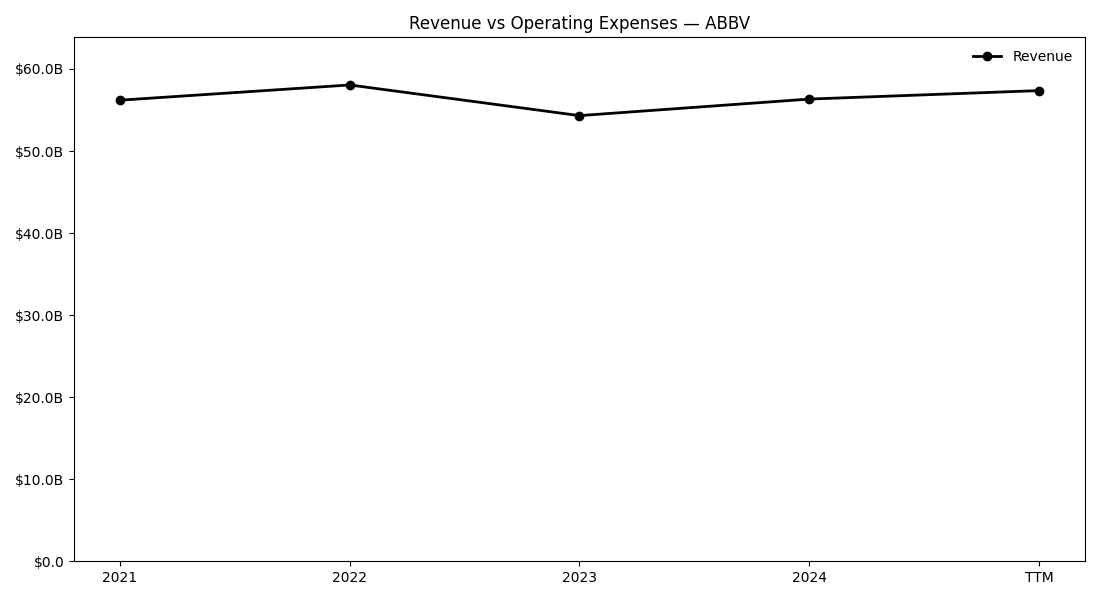 Revenue vs Operating Expenses — ABBV
Revenue
$60.0B
$50.0B
$40.0B
$30.0B
$20.0B
$10.0B
$0.0
2021 2022 2023 2024 TTM